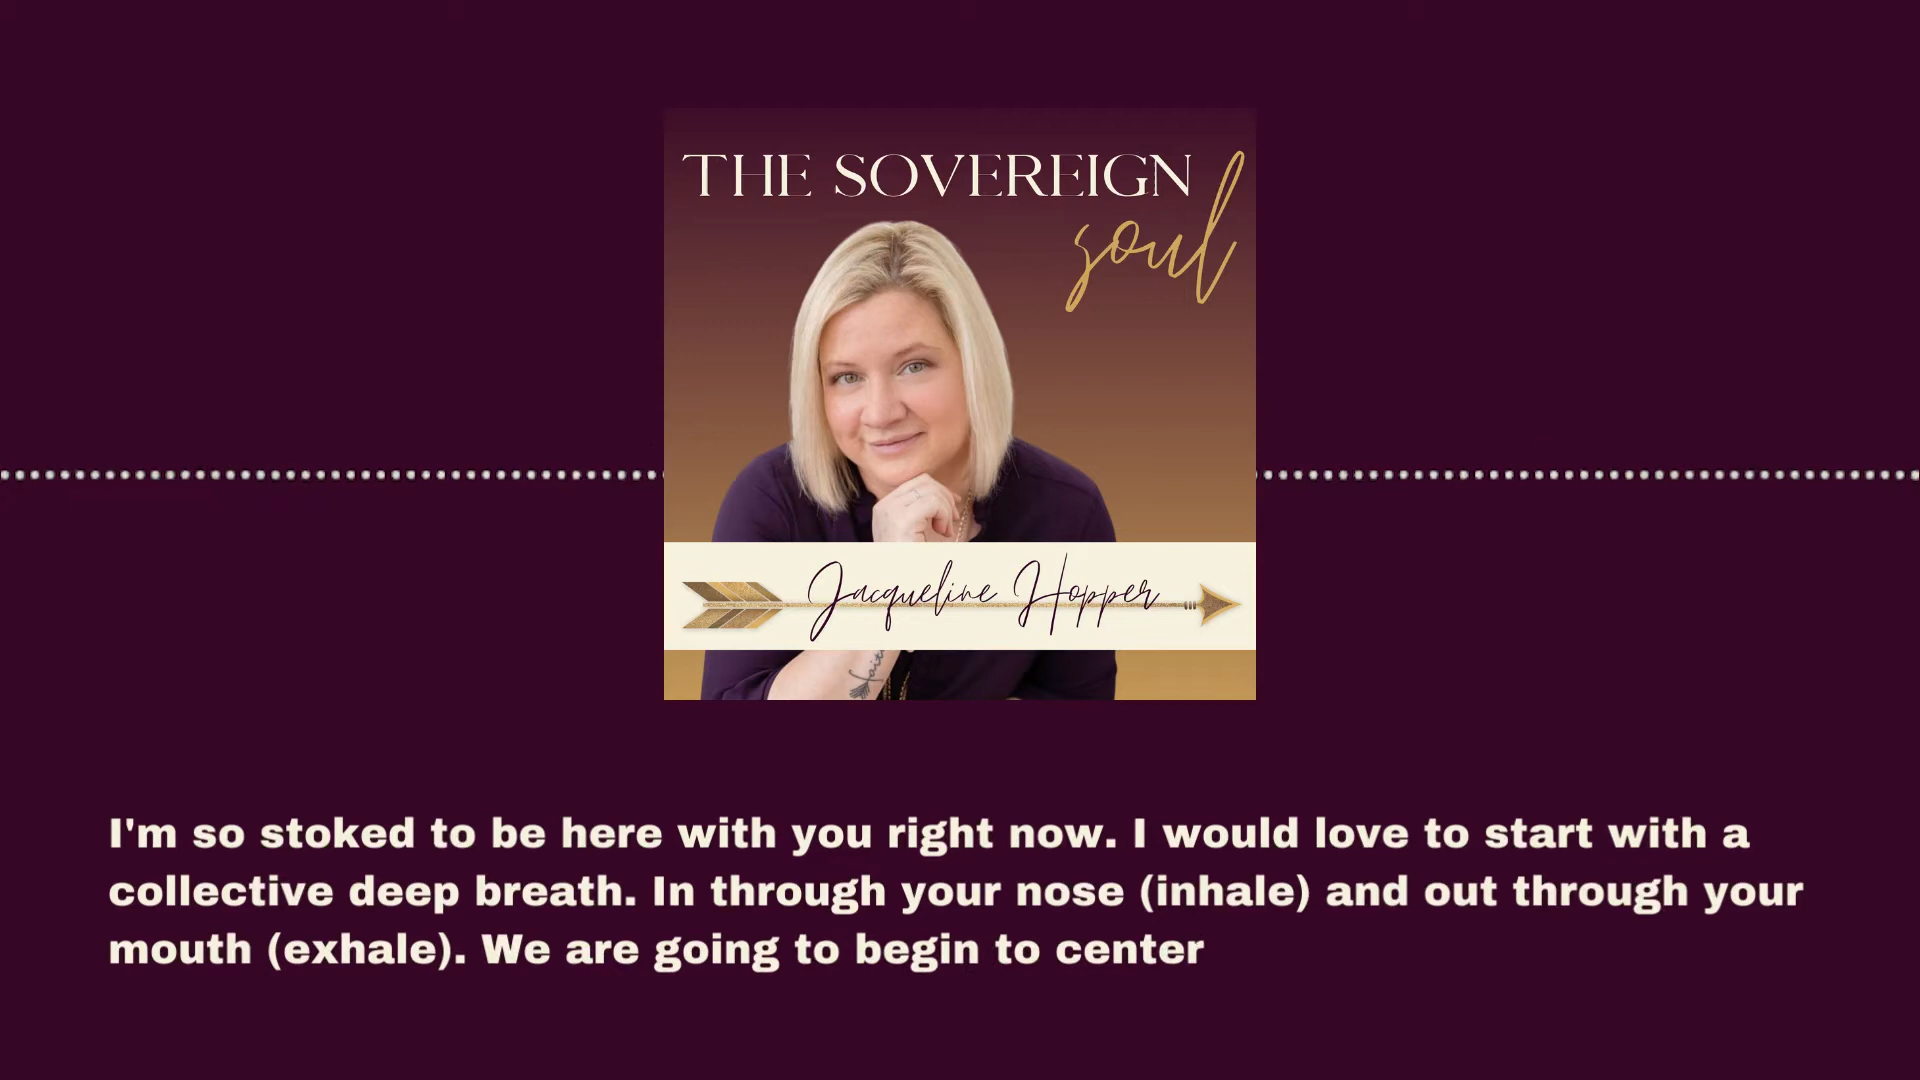 THE SOVEREIGN
soul
Jacqueline Hopper
faith
I'm so stoked to be here with you right now. I would love to start with a
collective deep breath. In through your nose (inhale) and out through your
mouth (exhale). We are going to begin to center